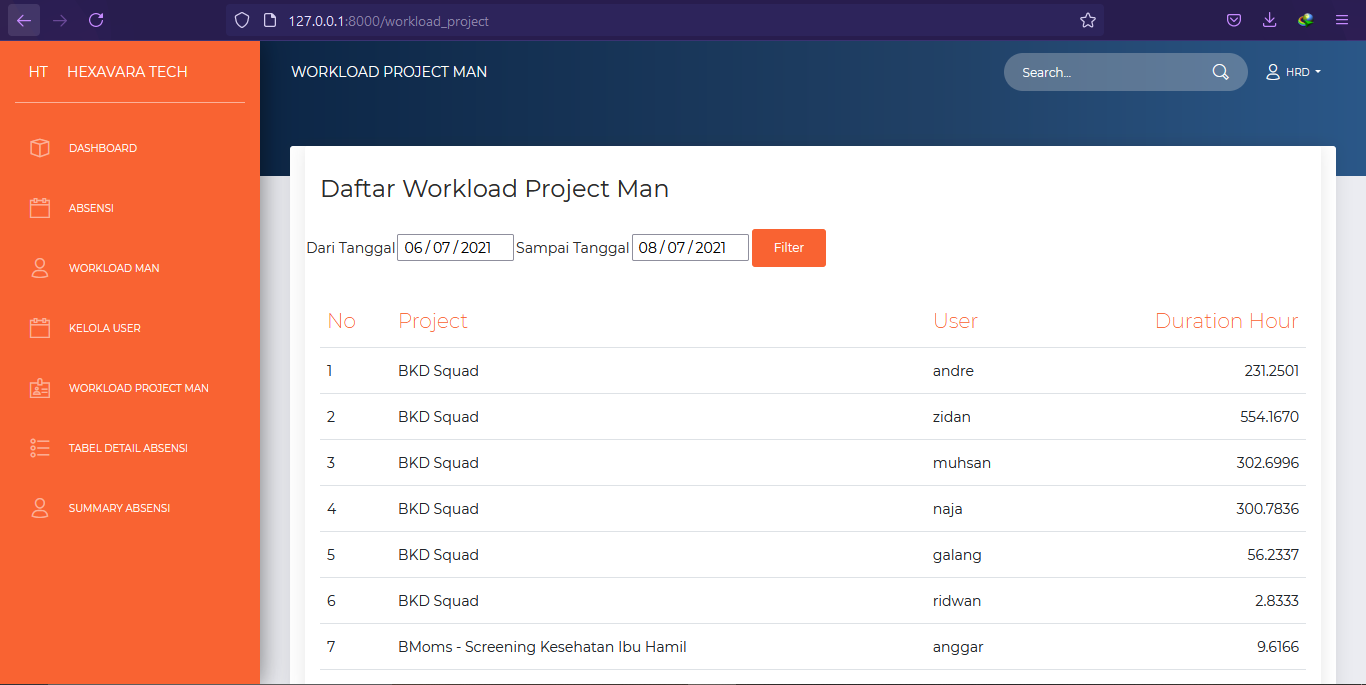 127.0.0.1:8000/workload_project
HT HEXAVARA TECH
WORKLOAD PROJECT MAN
Search...
HRD
DASHBOARD
ABSENSI
WORKLOAD MAN
KELOLA USER
WORKLOAD PROJECT MAN
TABEL DETAIL ABSENSI
SUMMARY ABSENSI
Daftar Workload Project Man
Dari Tanggal 06/07/2021 Sampai Tanggal 08/07/2021 Filter
No Project User Duration Hour
1 BKD Squad andre 231.2501
2 BKD Squad zidan 554.1670
3 BKD Squad muhsan 302.6996
4 BKD Squad naja 300.7836
5 BKD Squad galang 56.2337
6 BKD Squad ridwan 2.8333
7 BMoms - Screening Kesehatan Ibu Hamil anggar 9.6166